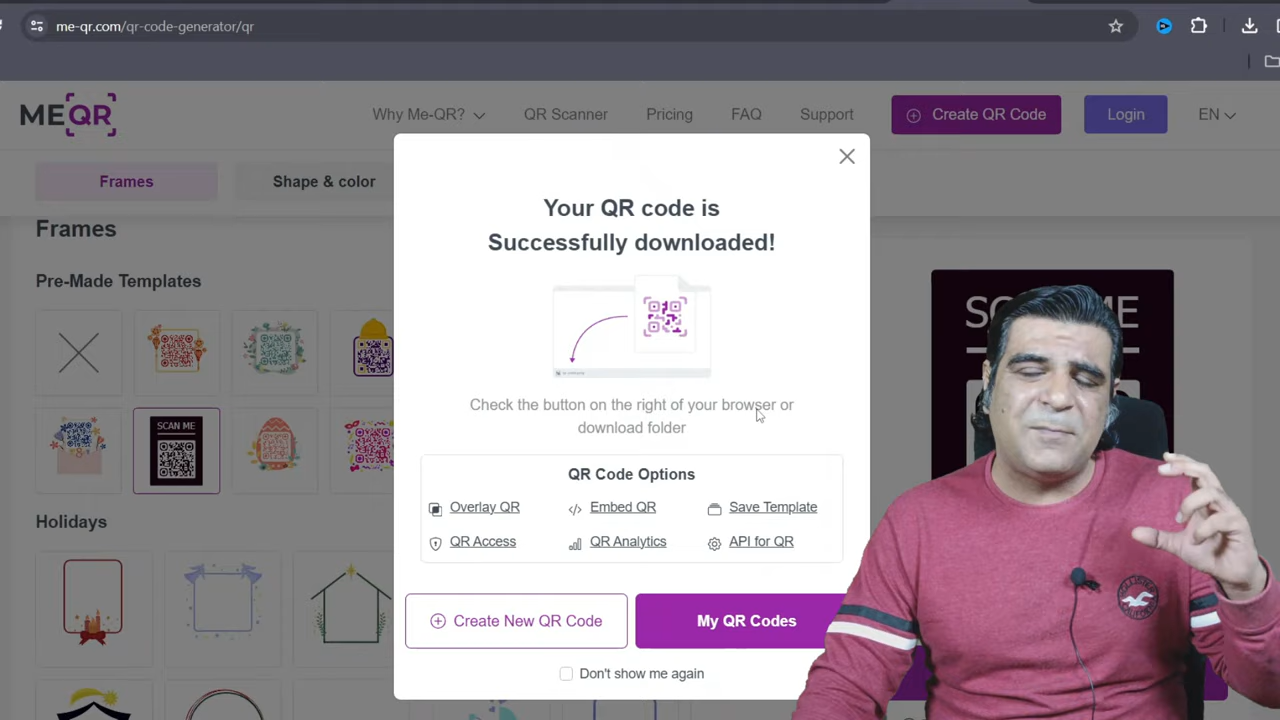 me-qr.com/qr-code-generator/qr
MEQR
Why Me-QR?
QR Scanner
Pricing
FAQ
Support
Create QR Code
Login
EN
Frames
Shape & color
Frames
Pre-Made Templates
SCAN ME
Holidays
Your QR code is
Successfully downloaded!
Check the button on the right of your browser or
download folder
QR Code Options
Overlay QR
Embed QR
Save Template
QR Access
QR Analytics
API for QR
Create New QR Code
My QR Codes
Don't show me again